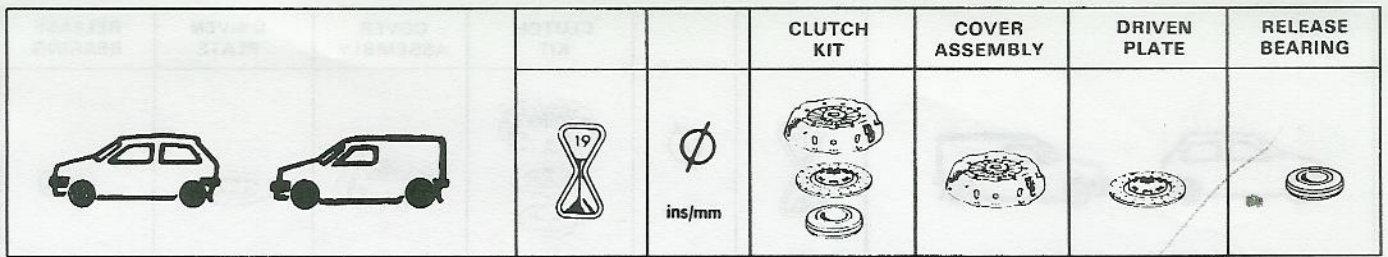 CLUTCH
KIT
COVER
ASSEMBLY
DRIVEN
PLATE
RELEASE
BEARING
19
Ø
ins/mm